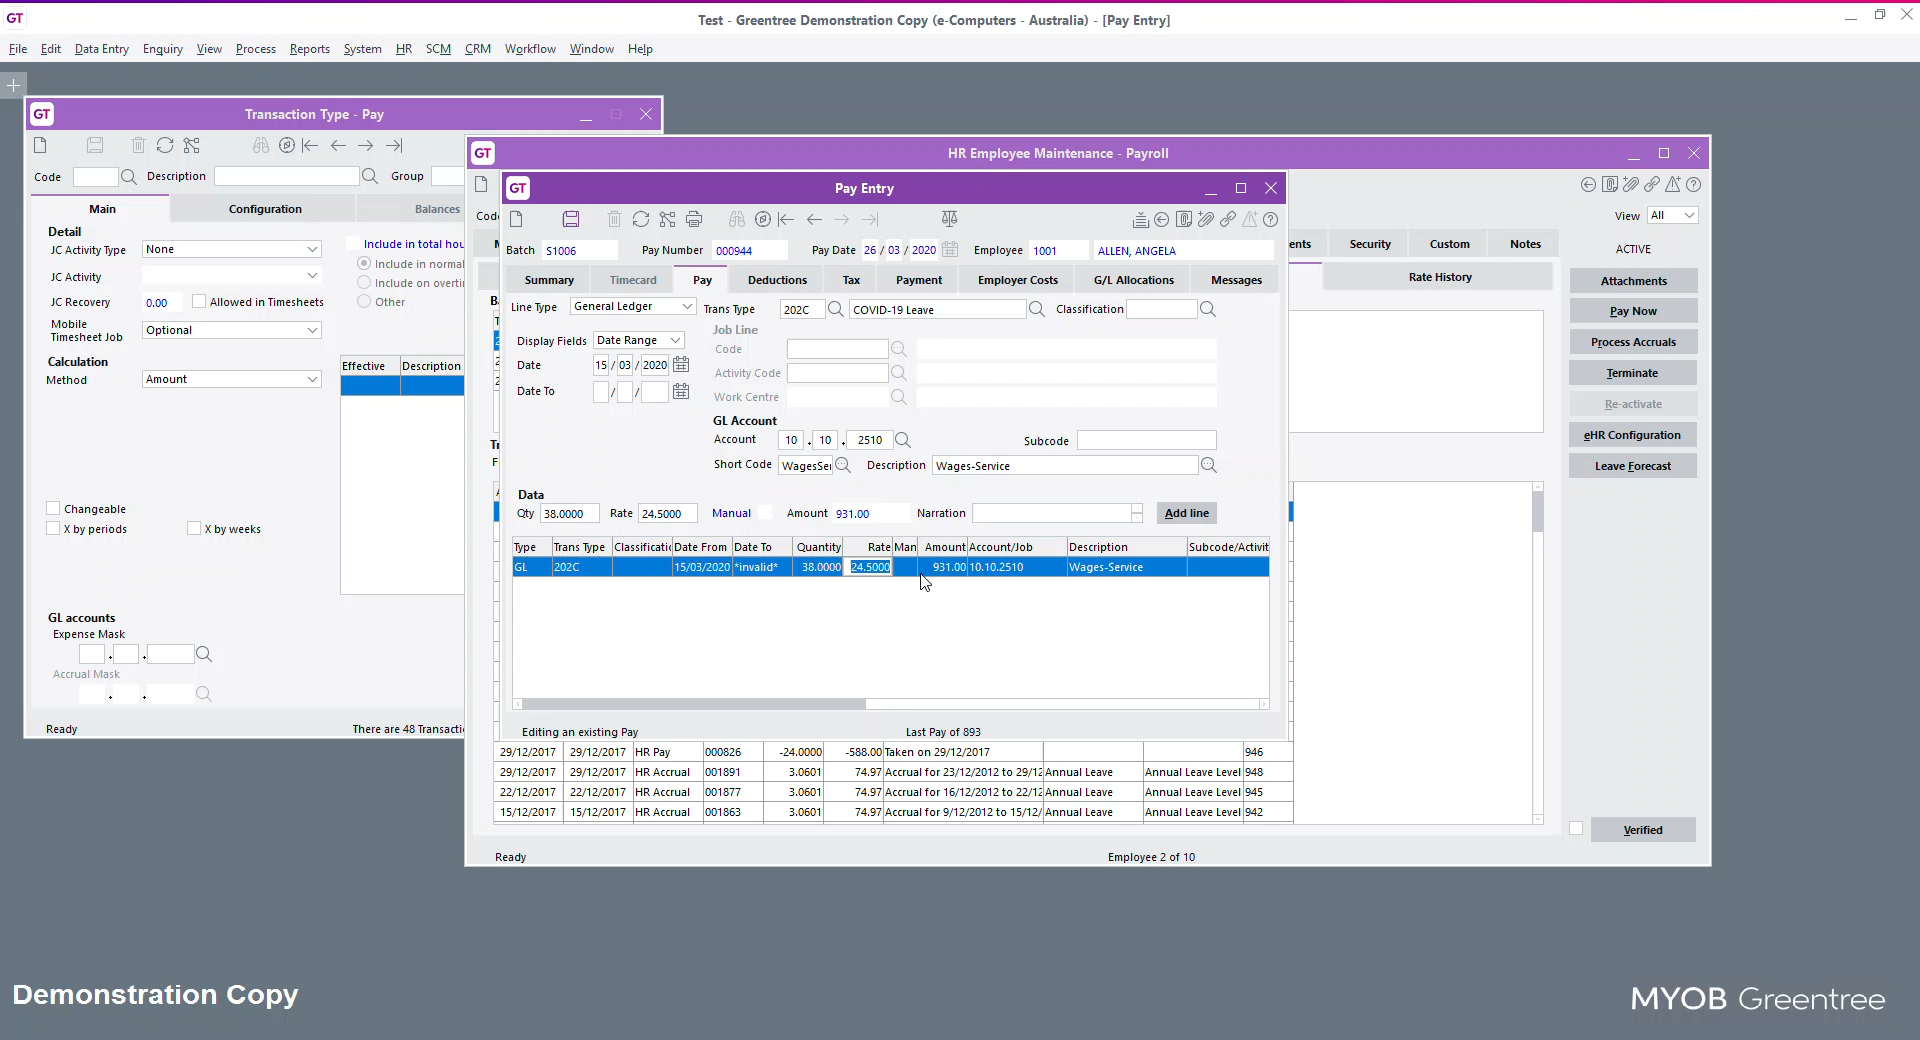 GT
Test - Greentree Demonstration Copy (e-Computers - Australia) - [Pay Entry]
File Edit Data Entry Enquiry View Process Reports System HR SCM CRM Workflow Window Help
GT Transaction Type - Pay
Code Description Group
Main Configuration Balances
Detail
JC Activity Type None
JC Activity
JC Recovery 0.00 Allowed in Timesheets
Mobile
Timesheet Job Optional
Include in total hou
Include in normal
Include on overti
Other
Calculation
Method Amount
Effective Description
Changeable
X by periods X by weeks
GL accounts
Expense Mask
Accrual Mask
Ready There are 48 Transacti
GT HR Employee Maintenance - Payroll
View All
ents Security Custom Notes
Rate History
ACTIVE
Attachments
Pay Now
Process Accruals
Terminate
Re-activate
eHR Configuration
Leave Forecast
Verified
GT Pay Entry
Batch S1006 Pay Number 000944 Pay Date 26 / 03 / 2020 Employee 1001 ALLEN, ANGELA
Summary Timecard Pay Deductions Tax Payment Employer Costs G/L Allocations Messages
Line Type General Ledger Trans Type 202C COVID-19 Leave Classification
Display Fields Date Range
Date 15 / 03 / 2020
Date To / /
Job Line
Code
Activity Code
Work Centre
GL Account
Account 10 . 10 . 2510 Subcode
Short Code WagesSer Description Wages-Service
Data
Qty 38.0000 Rate 24.5000 Manual Amount 931.00 Narration Add line
Type Trans Type Classificatio Date From Date To Quantity Rate Man Amount Account/Job Description Subcode/Activit
GL 202C 15/03/2020 *invalid* 38.0000 24.5000 931.00 10.10.2510 Wages-Service
Editing an existing Pay Last Pay of 893
29/12/2017 29/12/2017 HR Pay 000826 -24.0000 -588.00 Taken on 29/12/2017 946
29/12/2017 29/12/2017 HR Accrual 001891 3.0601 74.97 Accrual for 23/12/2012 to 29/12 Annual Leave Annual Leave Level 948
22/12/2017 22/12/2017 HR Accrual 001877 3.0601 74.97 Accrual for 16/12/2012 to 22/12 Annual Leave Annual Leave Level 945
15/12/2017 15/12/2017 HR Accrual 001863 3.0601 74.97 Accrual for 9/12/2012 to 15/12/ Annual Leave Annual Leave Level 942
Ready Employee 2 of 10
Demonstration Copy
MYOB Greentree